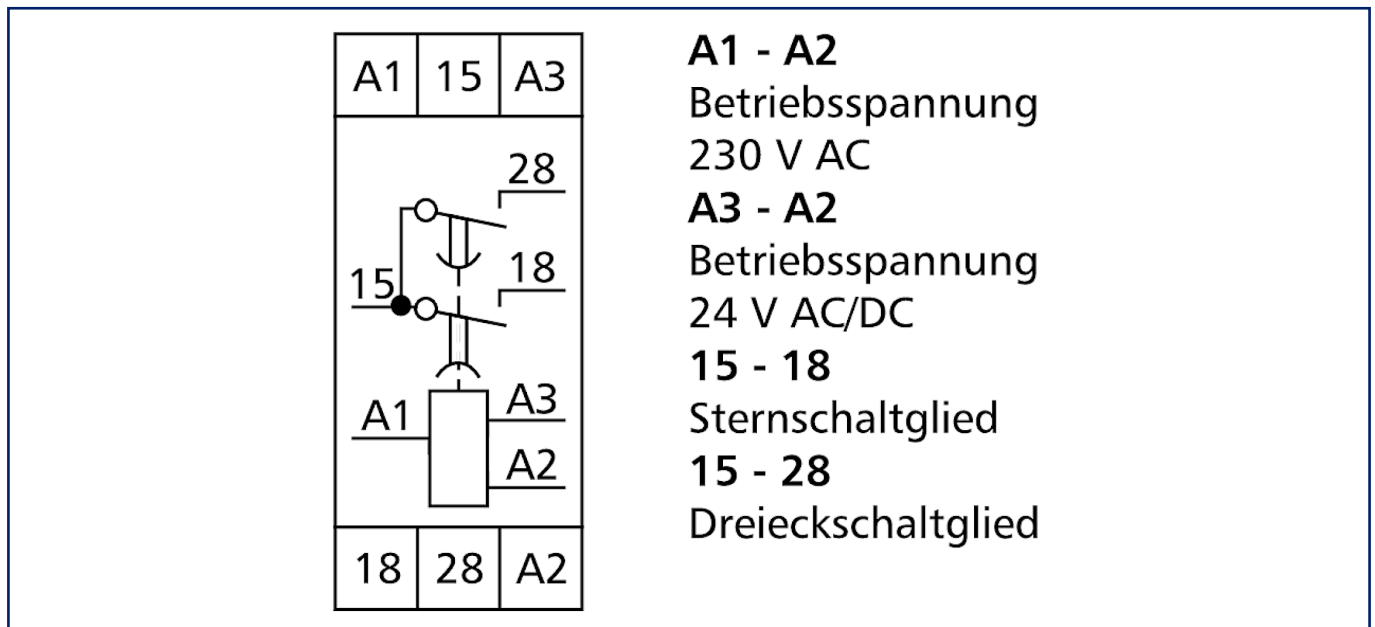 A1 15 A3
28
18
15
A1
A3
A2
18 28 A2
A1 - A2
Betriebsspannung
230 V AC
A3 - A2
Betriebsspannung
24 V AC/DC
15 - 18
Sternschaltglied
15 - 28
Dreieckschaltglied